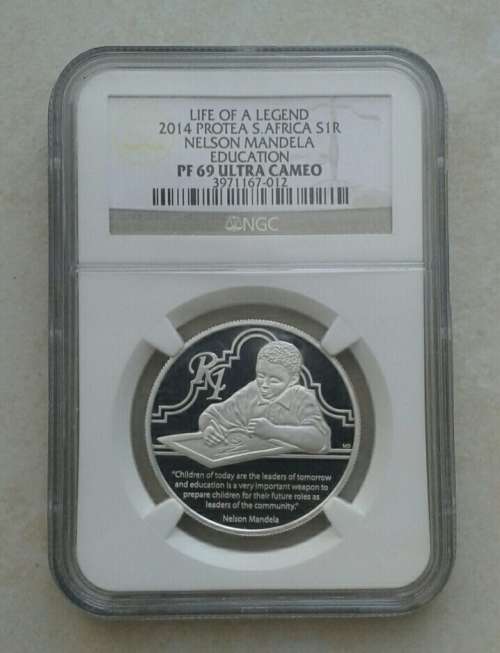 LIFE OF A LEGEND
2014 PROTEA S.AFRICA S1R
NELSON MANDELA
EDUCATION
PF 69 ULTRA CAMEO
3971167-012
NGC
R1
"Children of today are the leaders of tomorrow
and education is a very important weapon to
prepare children for their future roles as
leaders of the community."
Nelson Mandela